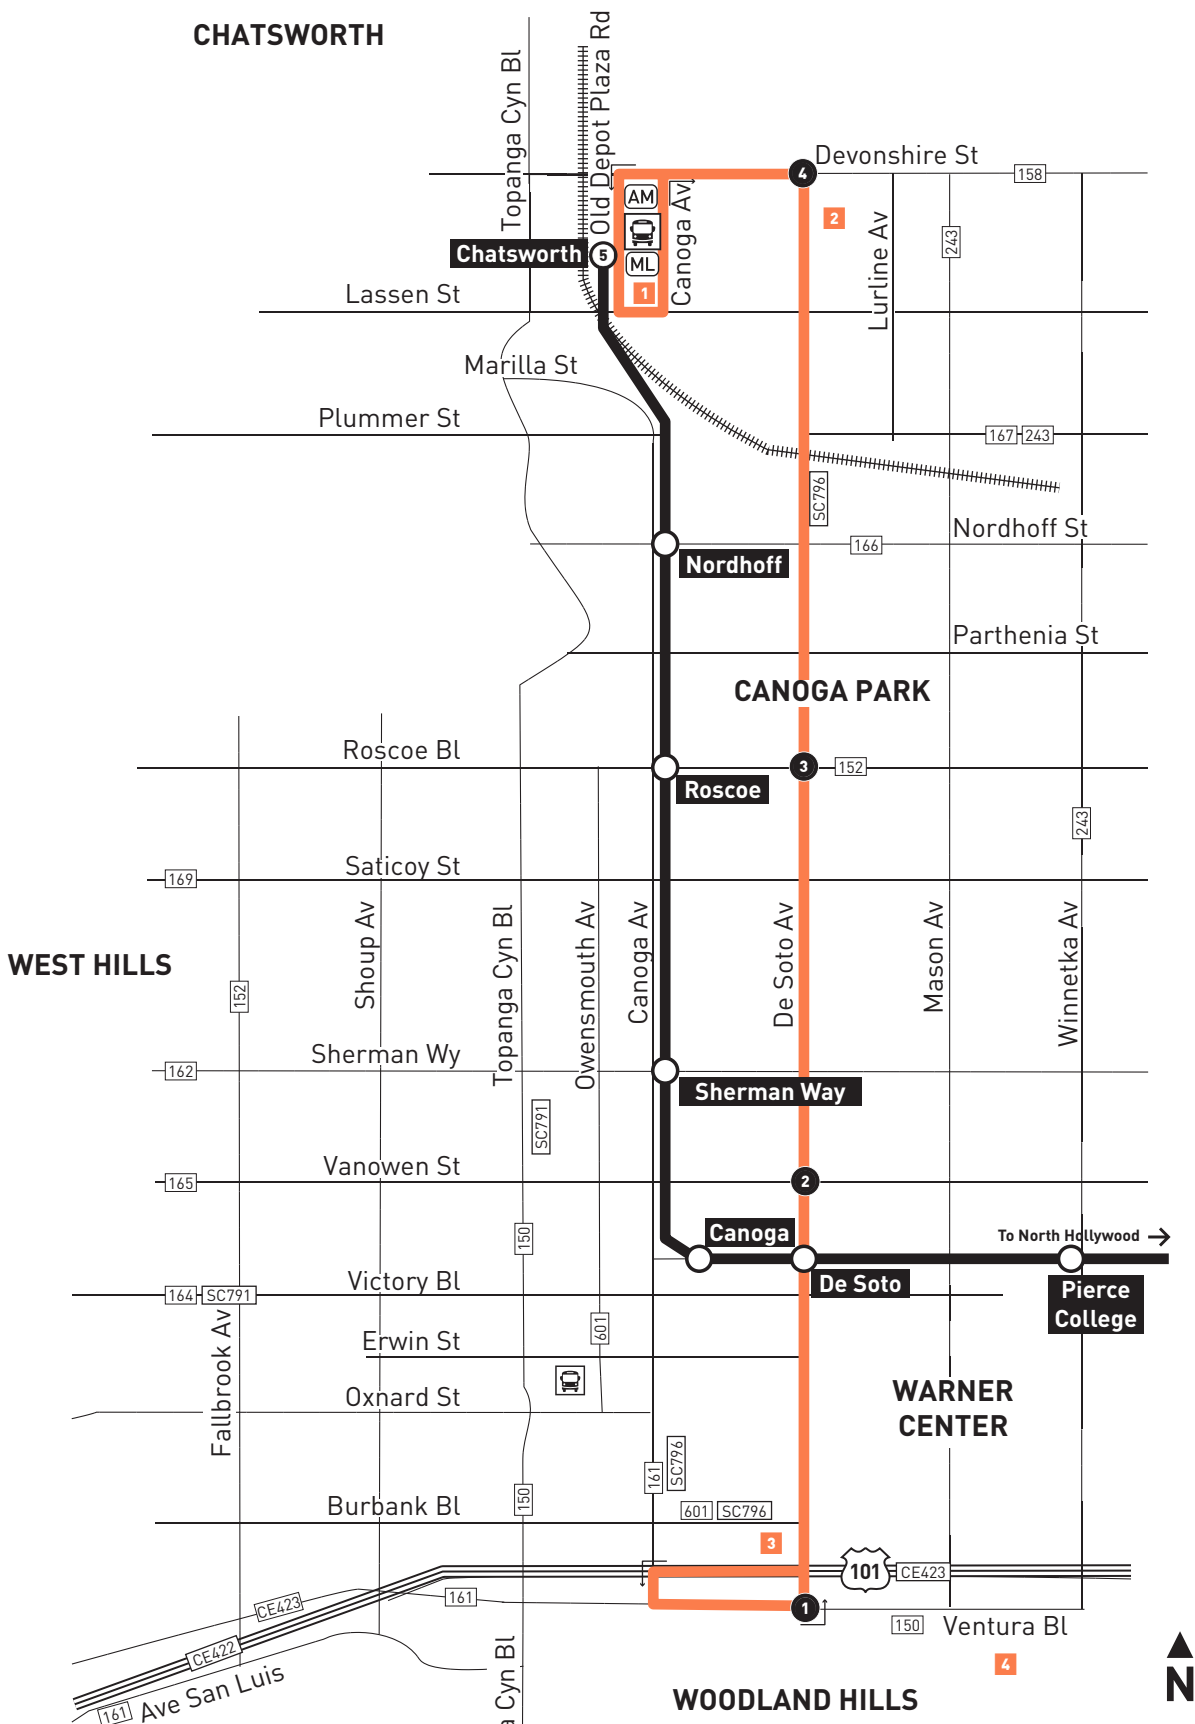 CHATSWORTH
Topanga Cyn Bl
Old Depot Plaza Rd
Devonshire St
4
158
AM
2
Canoga Av
Lurline Av
243
Chatsworth
5
ML
1
Lassen St
Marilla St
Plummer St
167
243
SC796
Nordhoff St
166
Nordhoff
Parthenia St
CANOGA PARK
Roscoe Bl
3
152
Roscoe
243
Saticoy St
169
Shoup Av
Topanga Cyn Bl
Owensmouth Av
Canoga Av
De Soto Av
Mason Av
Winnetka Av
WEST HILLS
152
Sherman Wy
162
Sherman Way
SC791
Vanowen St
165
2
150
Canoga
To North Hollywood
De Soto
Pierce
College
Victory Bl
164
SC791
Fallbrook Av
601
Erwin St
Oxnard St
WARNER
CENTER
161
SC796
150
Burbank Bl
601
SC796
3
101
CE423
CE423
161
1
150
Ventura Bl
CE422
4
161
Ave San Luis
a Cyn Bl
WOODLAND HILLS
N